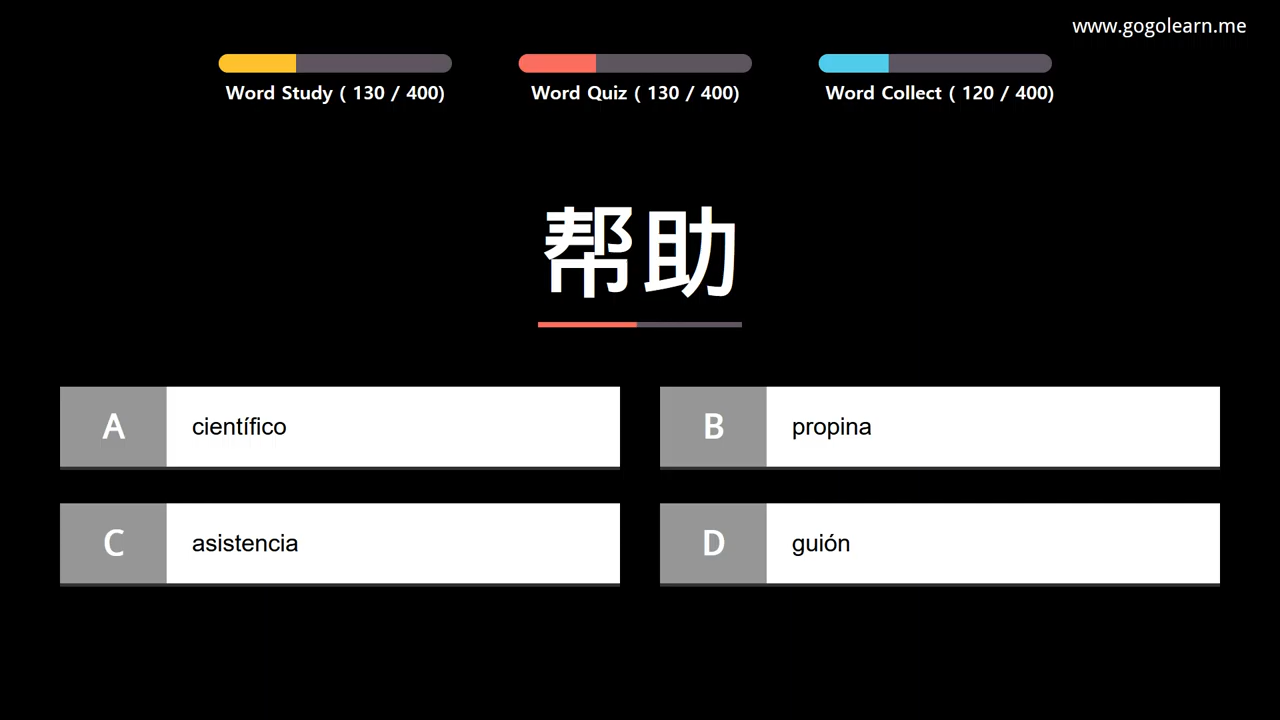 www.gogolearn.me
Word Study ( 130 / 400)
Word Quiz ( 130 / 400)
Word Collect ( 120 / 400)
帮助
A científico
B propina
C asistencia
D guión